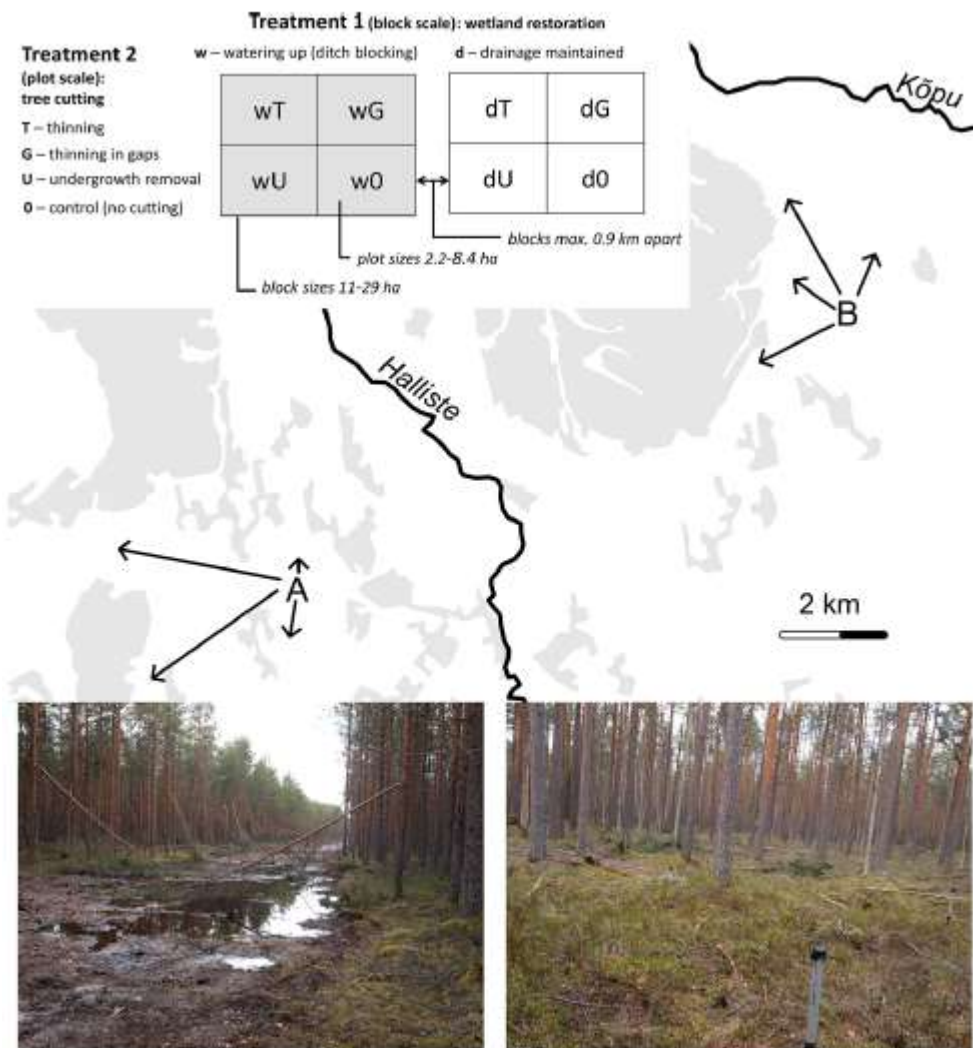 Treatment 1 (block scale): wetland restoration
w – watering up (ditch blocking)
d – drainage maintained
Treatment 2
(plot scale):
tree cutting
T – thinning
G – thinning in gaps
U – undergrowth removal
0 – control (no cutting)
wT
wG
wU
w0
dT
dG
dU
d0
blocks max. 0.9 km apart
plot sizes 2.2-8.4 ha
block sizes 11-29 ha
Kõpu
B
Halliste
A
2 km